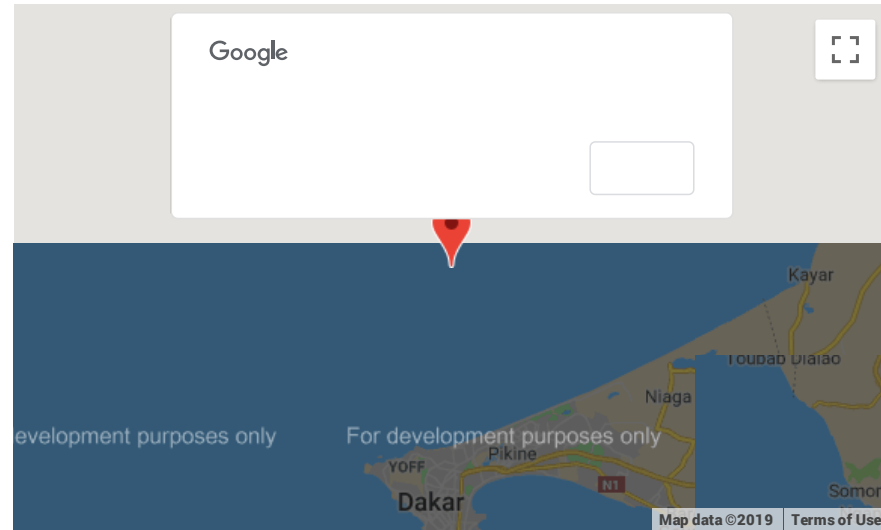 Google
Kayar
Toubab Dialao
Niaga
evelopment purposes only
For development purposes only
Pikine
YOFF
N1
Dakar
Somor
Map data ©2019
Terms of Use